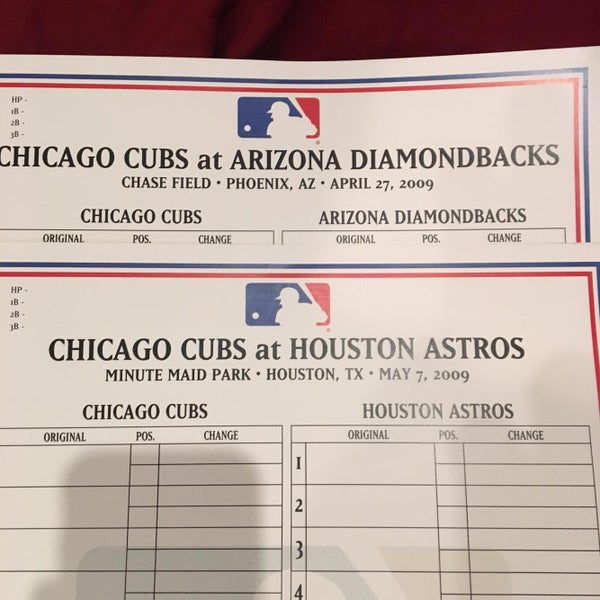 HP -
1B -
2B -
3B -
CHICAGO CUBS at ARIZONA DIAMONDBACKS
CHASE FIELD • PHOENIX, AZ • APRIL 27, 2009
CHICAGO CUBS ARIZONA DIAMONDBACKS
ORIGINAL POS. CHANGE ORIGINAL POS. CHANGE
HP -
1B -
2B -
3B -
CHICAGO CUBS at HOUSTON ASTROS
MINUTE MAID PARK • HOUSTON, TX • MAY 7, 2009
CHICAGO CUBS HOUSTON ASTROS
ORIGINAL POS. CHANGE ORIGINAL POS. CHANGE
1
2
3
4